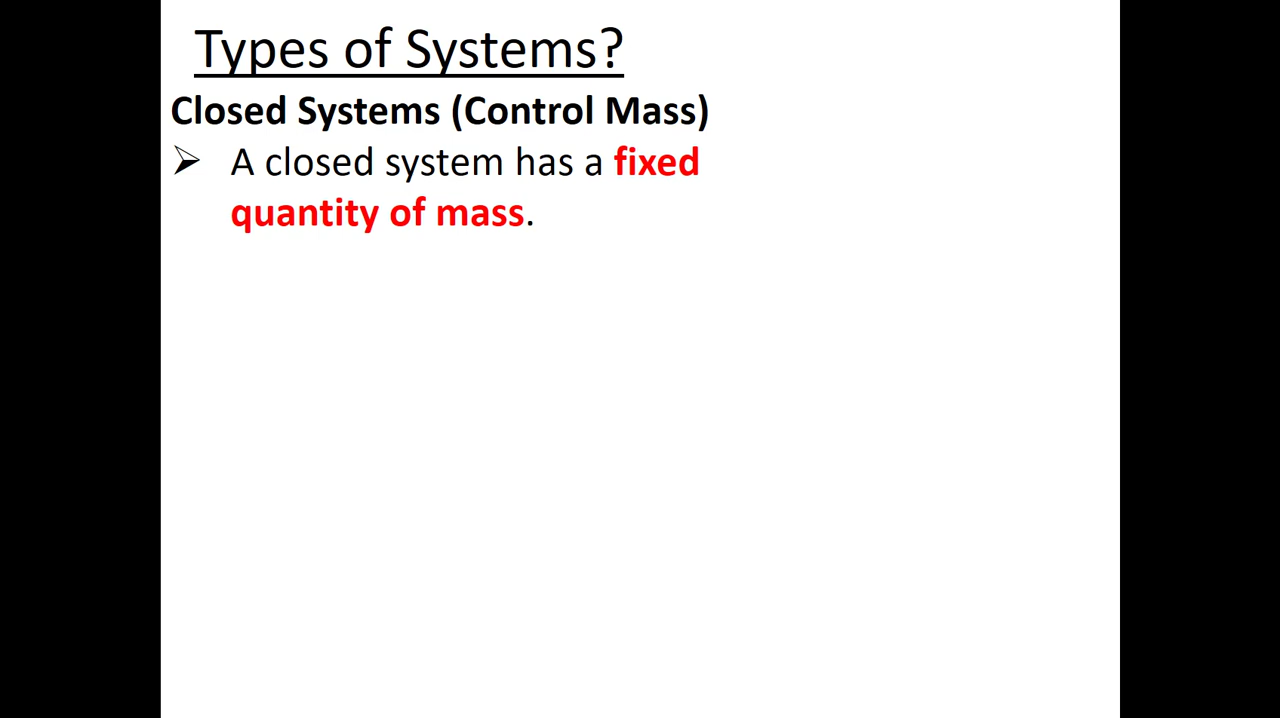 Types of Systems?
Closed Systems (Control Mass)
➢ A closed system has a fixed
quantity of mass.